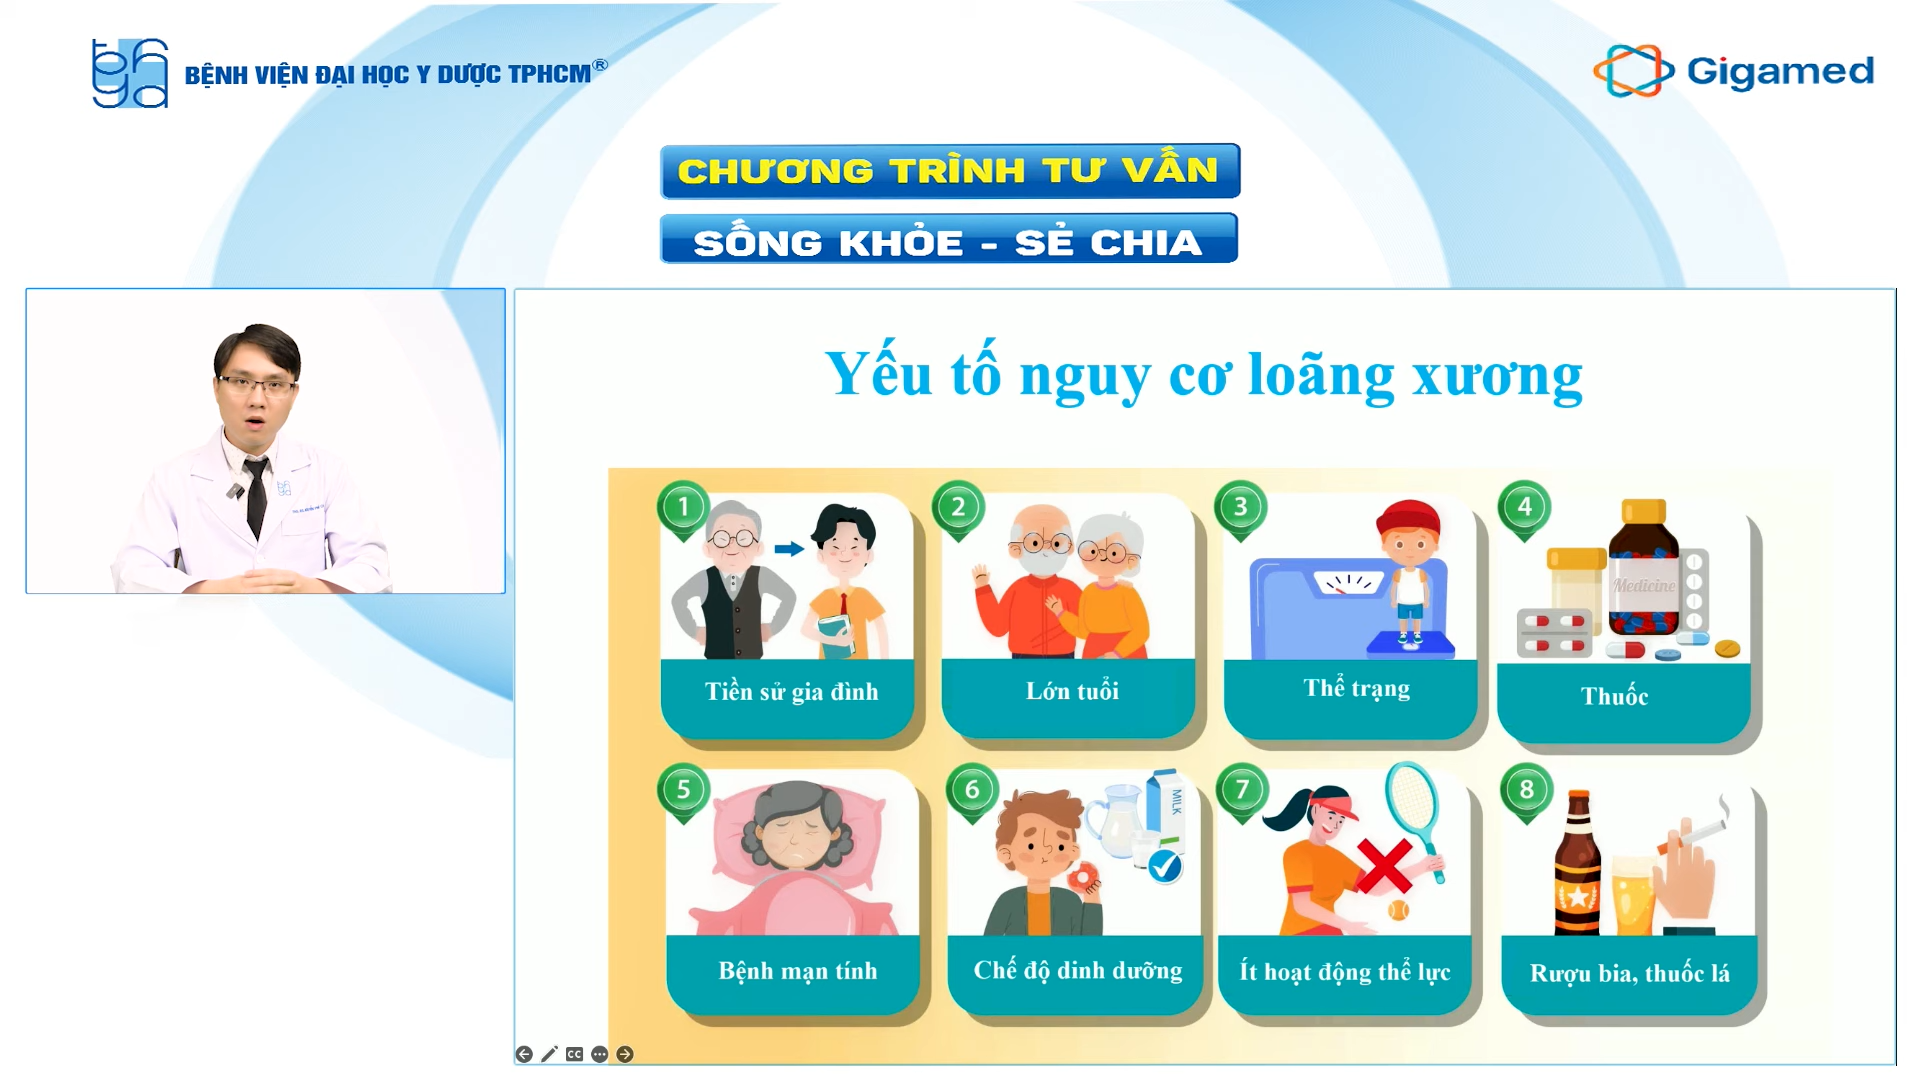 BỆNH VIỆN ĐẠI HỌC Y DƯỢC TPHCM®
Gigamed
CHƯƠNG TRÌNH TƯ VẤN
SỐNG KHỎE - SẺ CHIA
Yếu tố nguy cơ loãng xương
1
2
3
4
Medicine
Tiền sử gia đình
Lớn tuổi
Thể trạng
Thuốc
5
6
7
8
MILK
Bệnh mạn tính
Chế độ dinh dưỡng
Ít hoạt động thể lực
Rượu bia, thuốc lá
CC